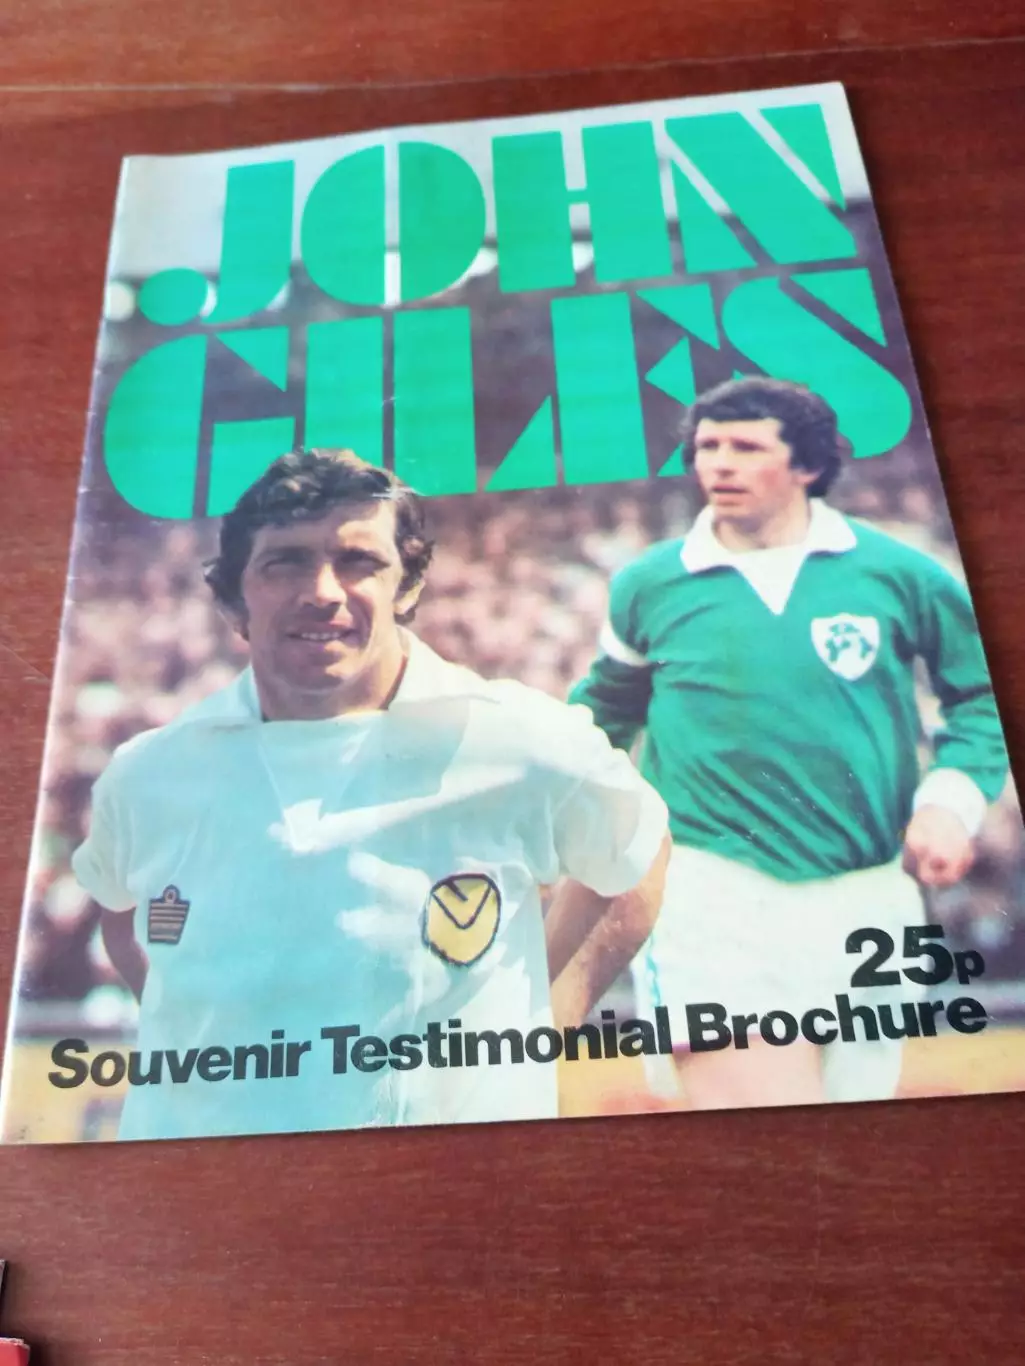 JOHN
GILES
25p
Souvenir Testimonial Brochure